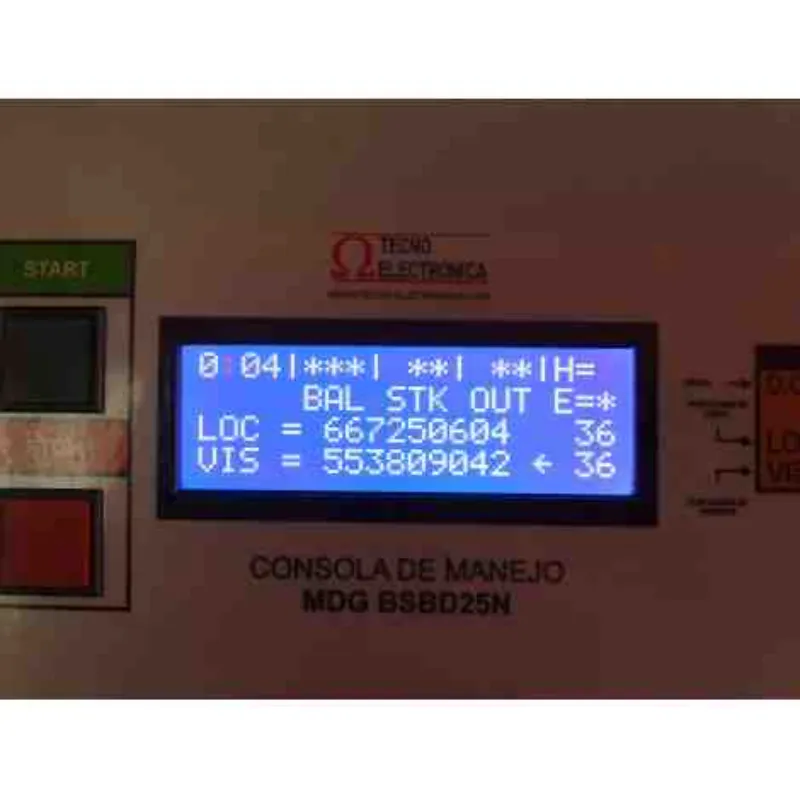 START
TECNO
ELECTRONICA
0:04|***| **| **|H=
BAL STK OUT E=*
LOC = 667250604 36
VIS = 553809042 ← 36
CONSOLA DE MANEJO
MDG BSBD25N